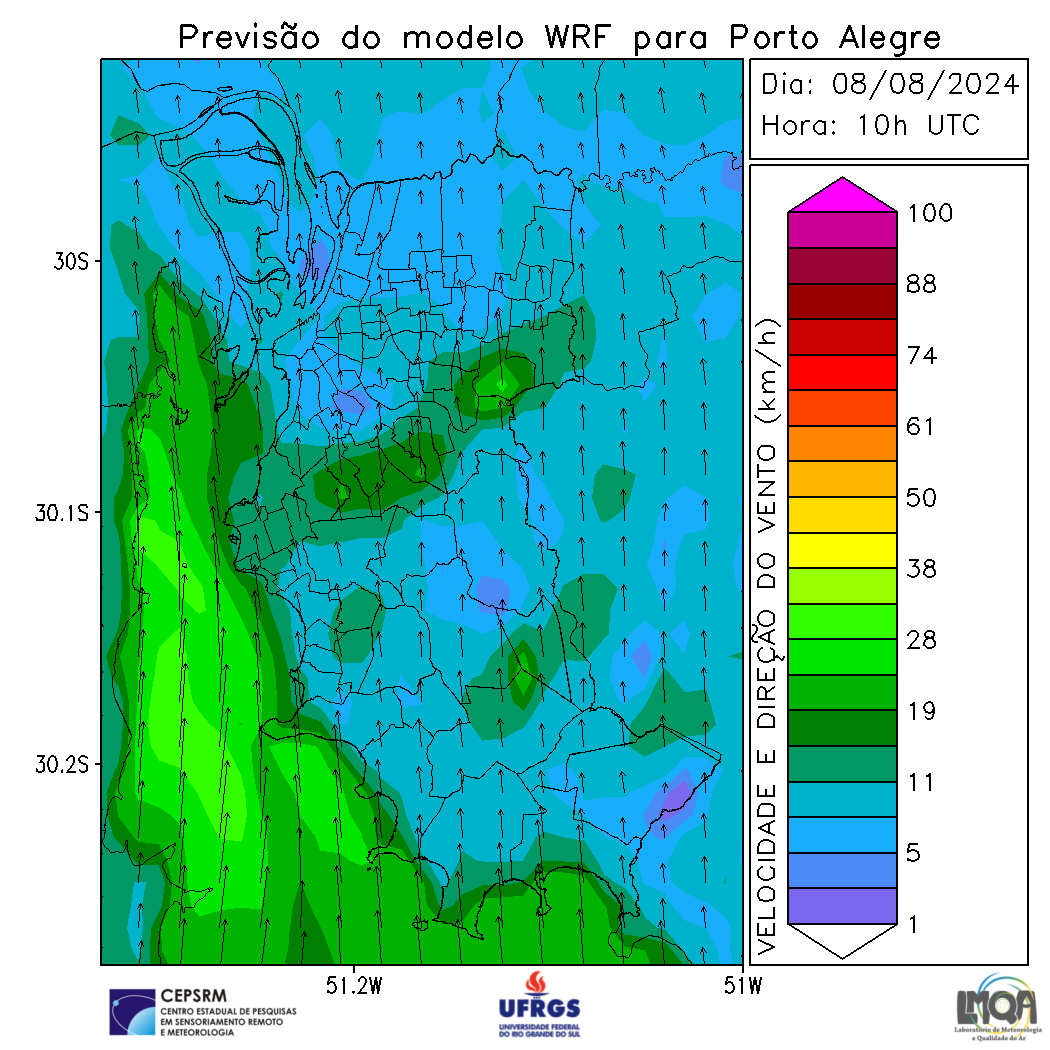 Previsão do modelo WRF para Porto Alegre
Dia: 08/08/2024
Hora: 10h UTC
30S
30.1S
30.2S
51.2W
51W
VELOCIDADE E DIREÇÃO DO VENTO (km/h)
100
88
74
61
50
38
28
19
11
5
1
CEPSRM
CENTRO ESTADUAL DE PESQUISAS
EM SENSORIAMENTO REMOTO
E METEOROLOGIA
UFRGS
UNIVERSIDADE FEDERAL
DO RIO GRANDE DO SUL
LMQA
Laboratório de Meteorologia
e Qualidade do Ar